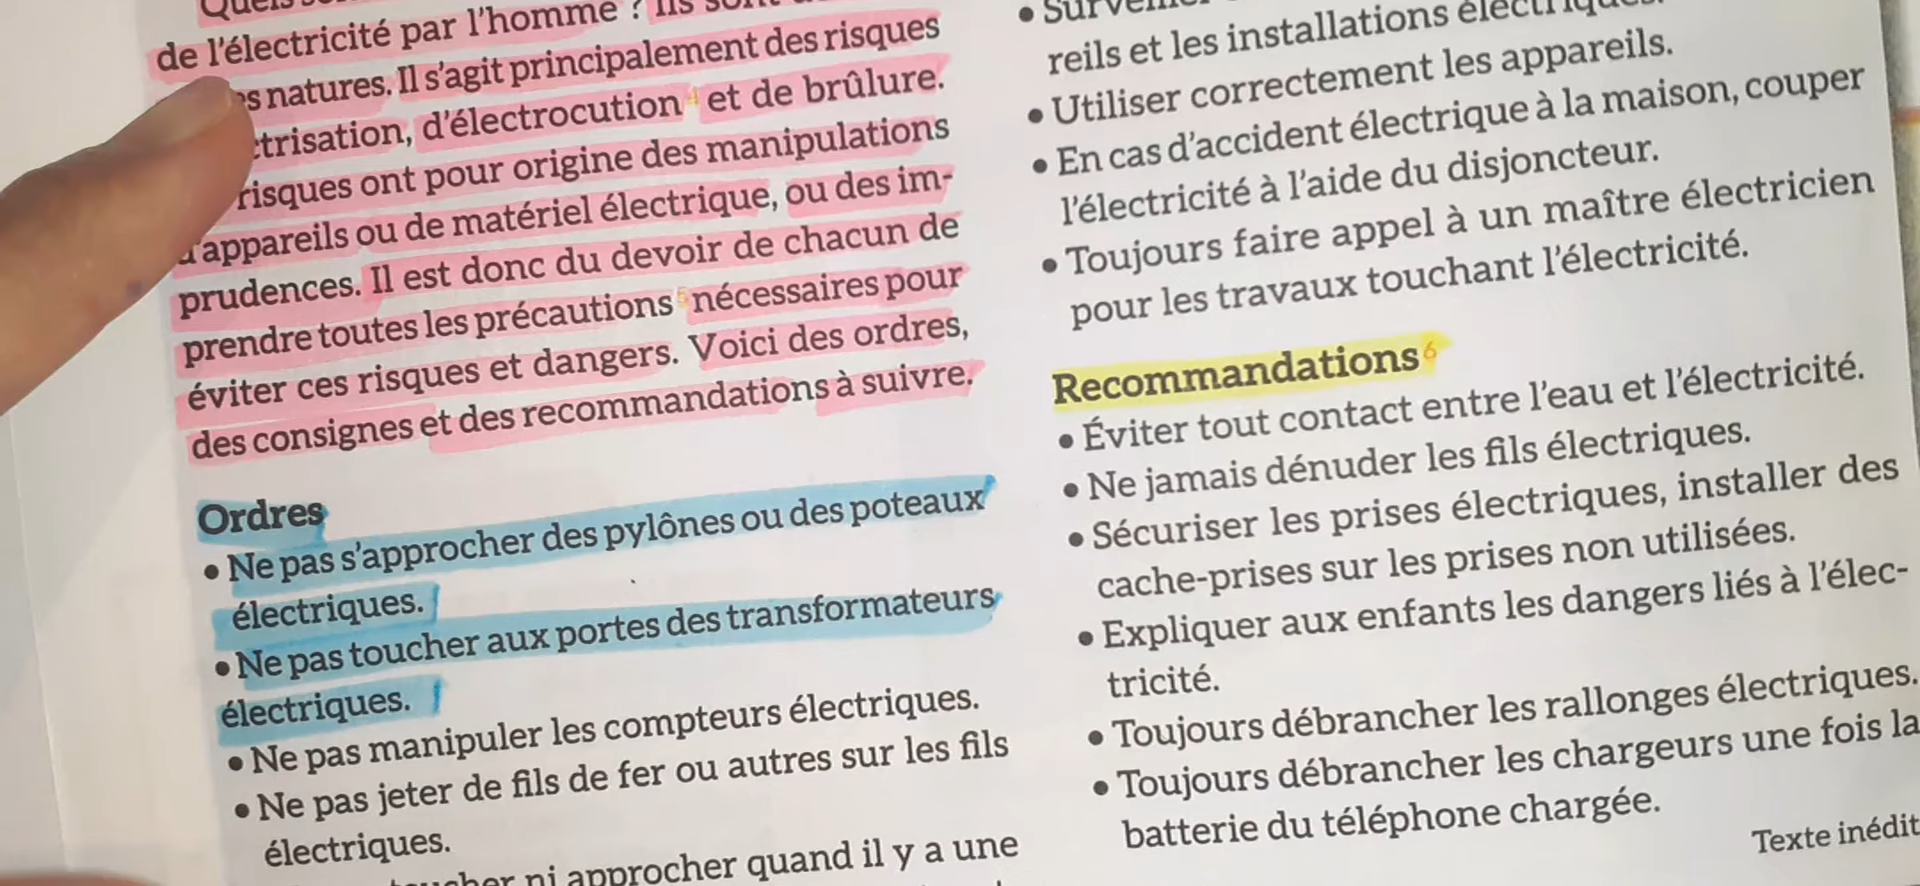 de l'électricité par l'homme ?
natures. Il s'agit principalement des risques
d'électrocution 4 et de brûlure.
risques ont pour origine des manipulations
d'appareils ou de matériel électrique, ou des im-
prudences. Il est donc du devoir de chacun de
prendre toutes les précautions 5 nécessaires pour
éviter ces risques et dangers. Voici des ordres,
des consignes et des recommandations à suivre.
Ordres
• Ne pas s'approcher des pylônes ou des poteaux
électriques.
• Ne pas toucher aux portes des transformateurs
électriques.
• Ne pas manipuler les compteurs électriques.
• Ne pas jeter de fils de fer ou autres sur les fils
électriques.
ni approcher quand il y a une
reils et les installations électriques.
• Utiliser correctement les appareils.
• En cas d'accident électrique à la maison, couper
l'électricité à l'aide du disjoncteur.
• Toujours faire appel à un maître électricien
pour les travaux touchant l'électricité.
Recommandations 6
• Éviter tout contact entre l'eau et l'électricité.
• Ne jamais dénuder les fils électriques.
• Sécuriser les prises électriques, installer des
cache-prises sur les prises non utilisées.
• Expliquer aux enfants les dangers liés à l'élec-
tricité.
• Toujours débrancher les rallonges électriques.
• Toujours débrancher les chargeurs une fois la
batterie du téléphone chargée.
Texte inédit